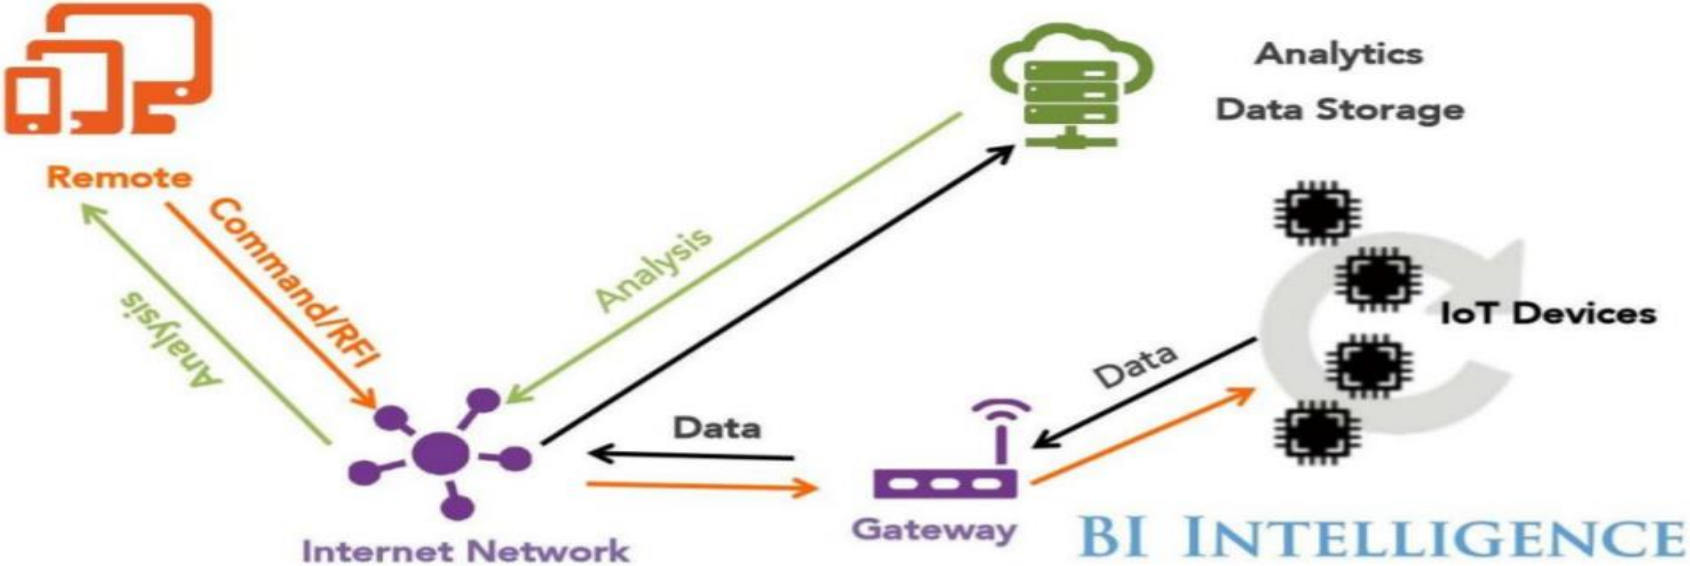 Analytics
Data Storage
Remote
Command/RFI
Analysis
Analysis
IoT Devices
Data
Data
Gateway
Internet Network
BI INTELLIGENCE